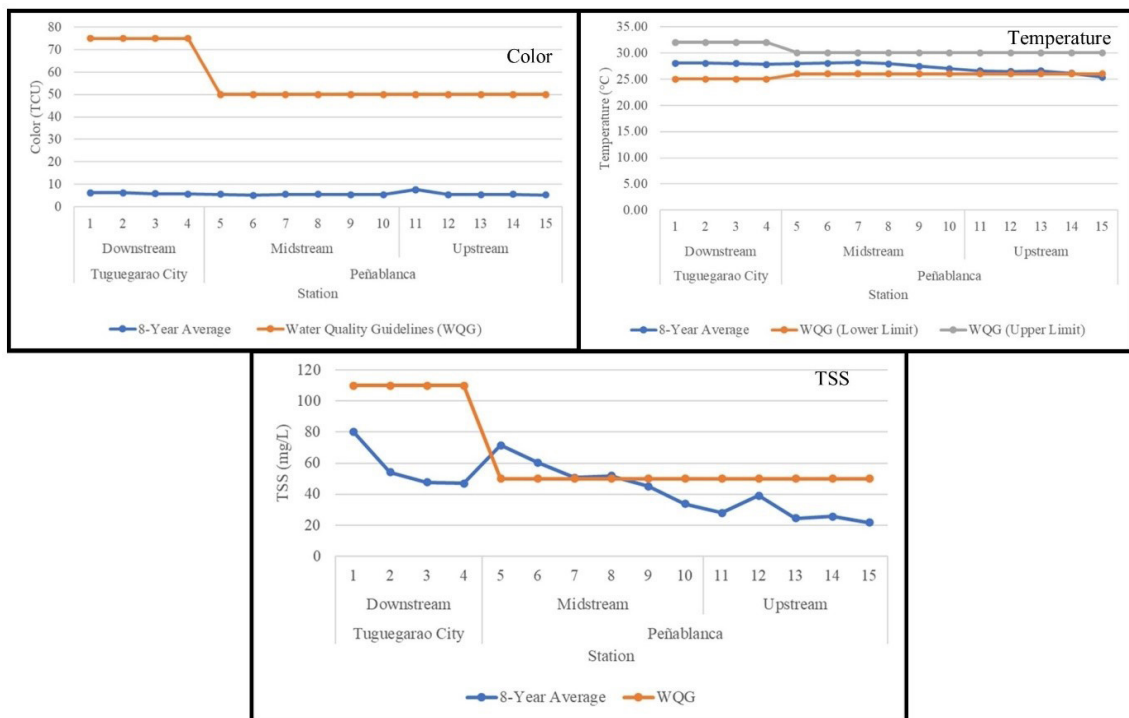 Color
80
70
60
50
40
30
20
10
0
Color (TCU)
1 2 3 4 5 6 7 8 9 10 11 12 13 14 15
Downstream Midstream Upstream
Tuguegarao City Peñablanca
Station
8-Year Average Water Quality Guidelines (WQG)
Temperature
35.00
30.00
25.00
20.00
15.00
10.00
5.00
0.00
Temperature (°C )
1 2 3 4 5 6 7 8 9 10 11 12 13 14 15
Downstream Midstream Upstream
Tuguegarao City Peñablanca
Station
8-Year Average WQG (Lower Limit) WQG (Upper Limit)
TSS
120
100
80
60
40
20
0
TSS (mg/L)
1 2 3 4 5 6 7 8 9 10 11 12 13 14 15
Downstream Midstream Upstream
Tuguegarao City Peñablanca
Station
8-Year Average WQG